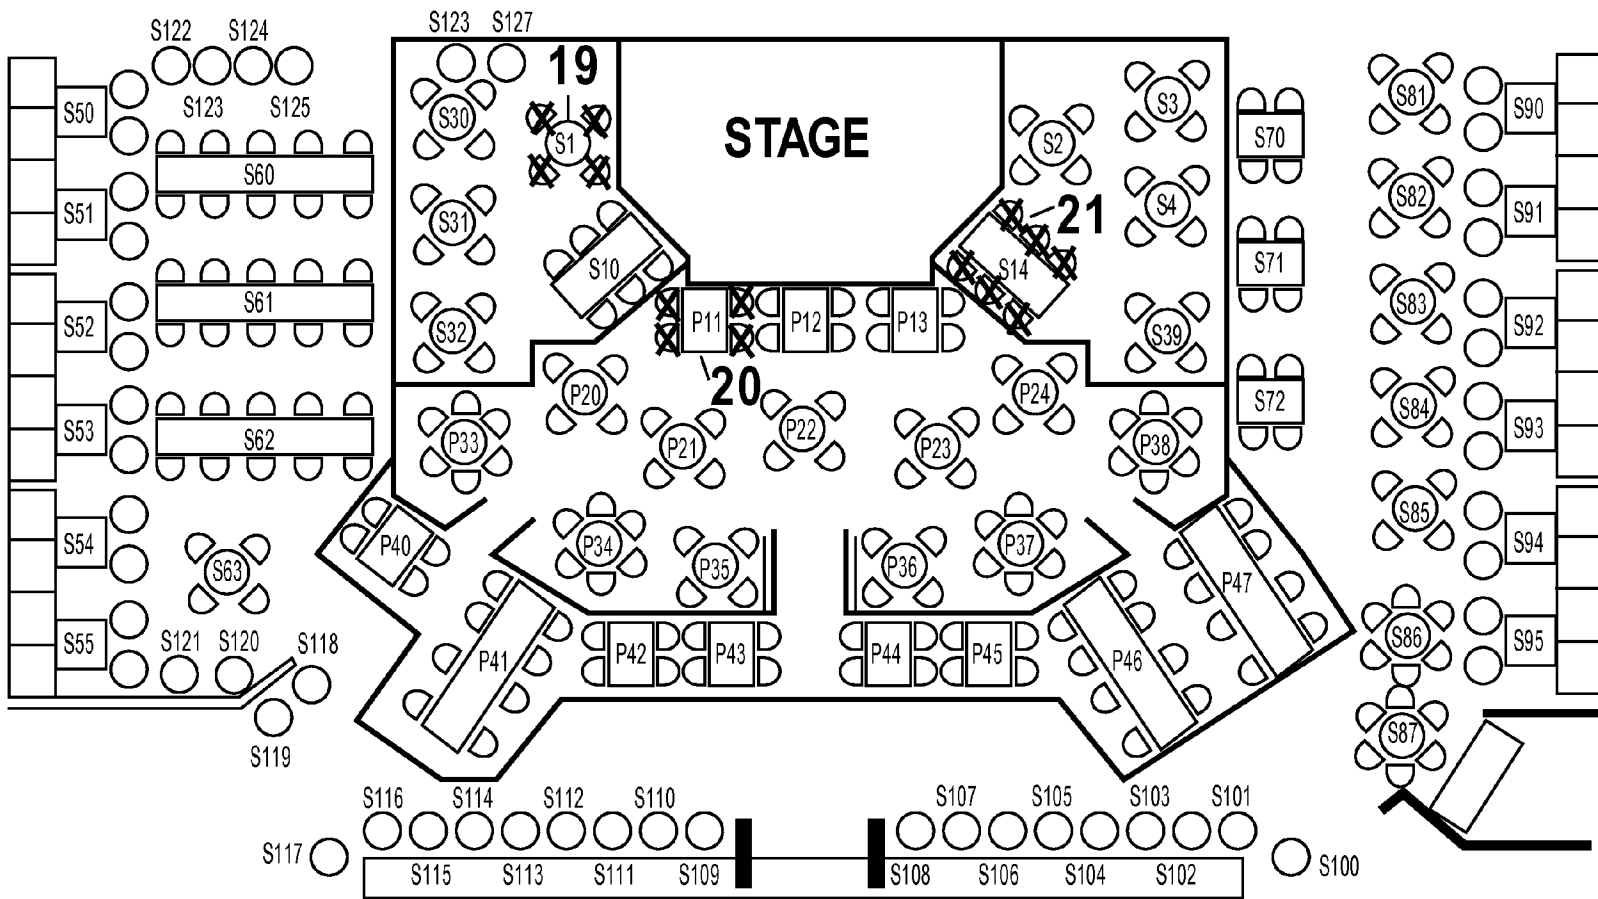 S122 S124 S123 S127
S123 S125
19
STAGE
S50 S30 S1 S2 S3 S70 S81 S90
S60
S51 S31 S4 S82 S91
21
S10 S14 S71
S52 S61 S32 P11 P12 P13 S39 S83 S92
20
P20 P24 S72 S84
S53 S62 P33 P21 P22 P23 P38 S93
S54 P40 P34 P35 P36 P37 S85 S94
S63 P47
S55 S121 S120 S118 P41 P42 P43 P44 P45 P46 S86 S95
S119 S87
S116 S114 S112 S110 S107 S105 S103 S101
S117 S100
S115 S113 S111 S109 S108 S106 S104 S102